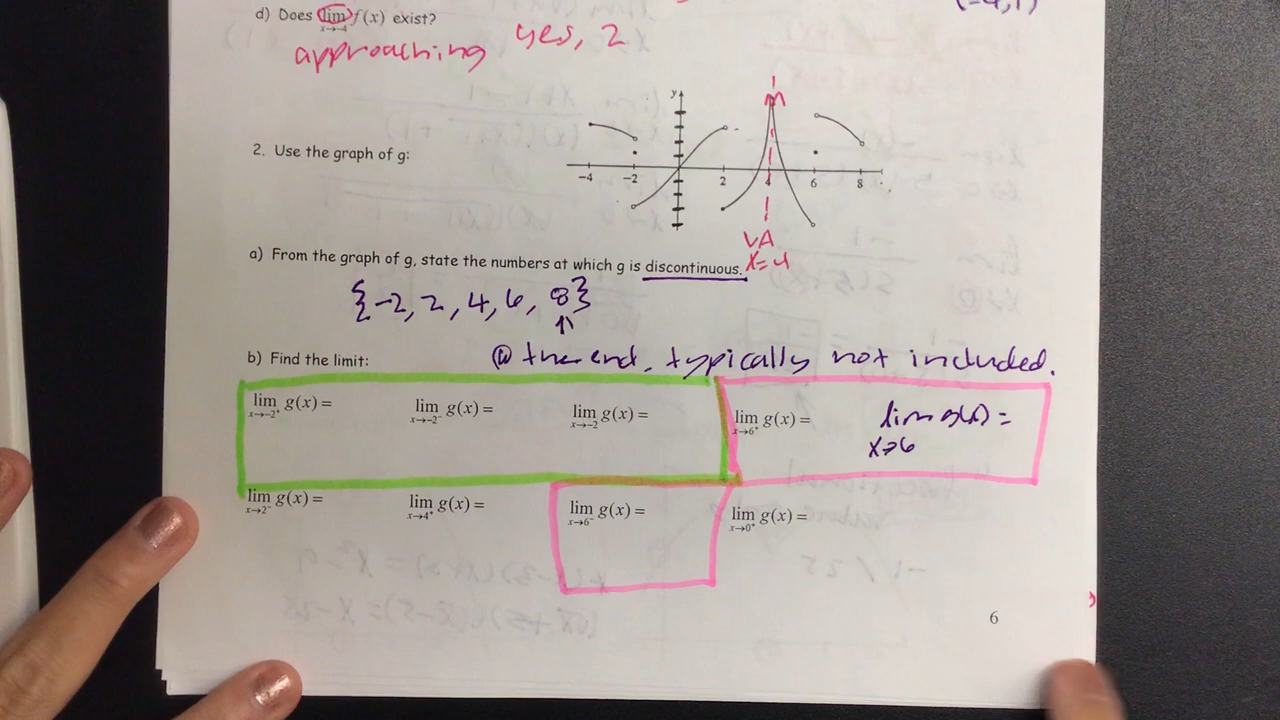 d) Does lim f(x) exist?
x→-4
yes, 2
approaching
y
2. Use the graph of g:
-4 -2 2 4 6 8
VA
x=4
a) From the graph of g, state the numbers at which g is discontinuous.
{-2, 2, 4, 6, 8}
b) Find the limit:
@ the end, typically not included.
lim g(x) = lim g(x) = lim g(x) = lim g(x) = lim g(x) =
x→-2⁺ x→-2⁻ x→-2 x→6⁺ x→6
lim g(x) = lim g(x) = lim g(x) = lim g(x) =
x→2⁻ x→4⁺ x→6⁻ x→0⁺
6